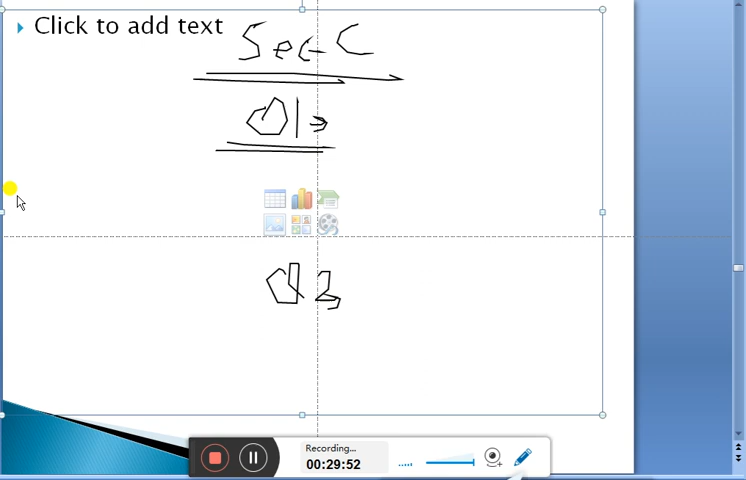 Click to add text
Sec-C
Q1→
Q2,
Recording...
00:29:52